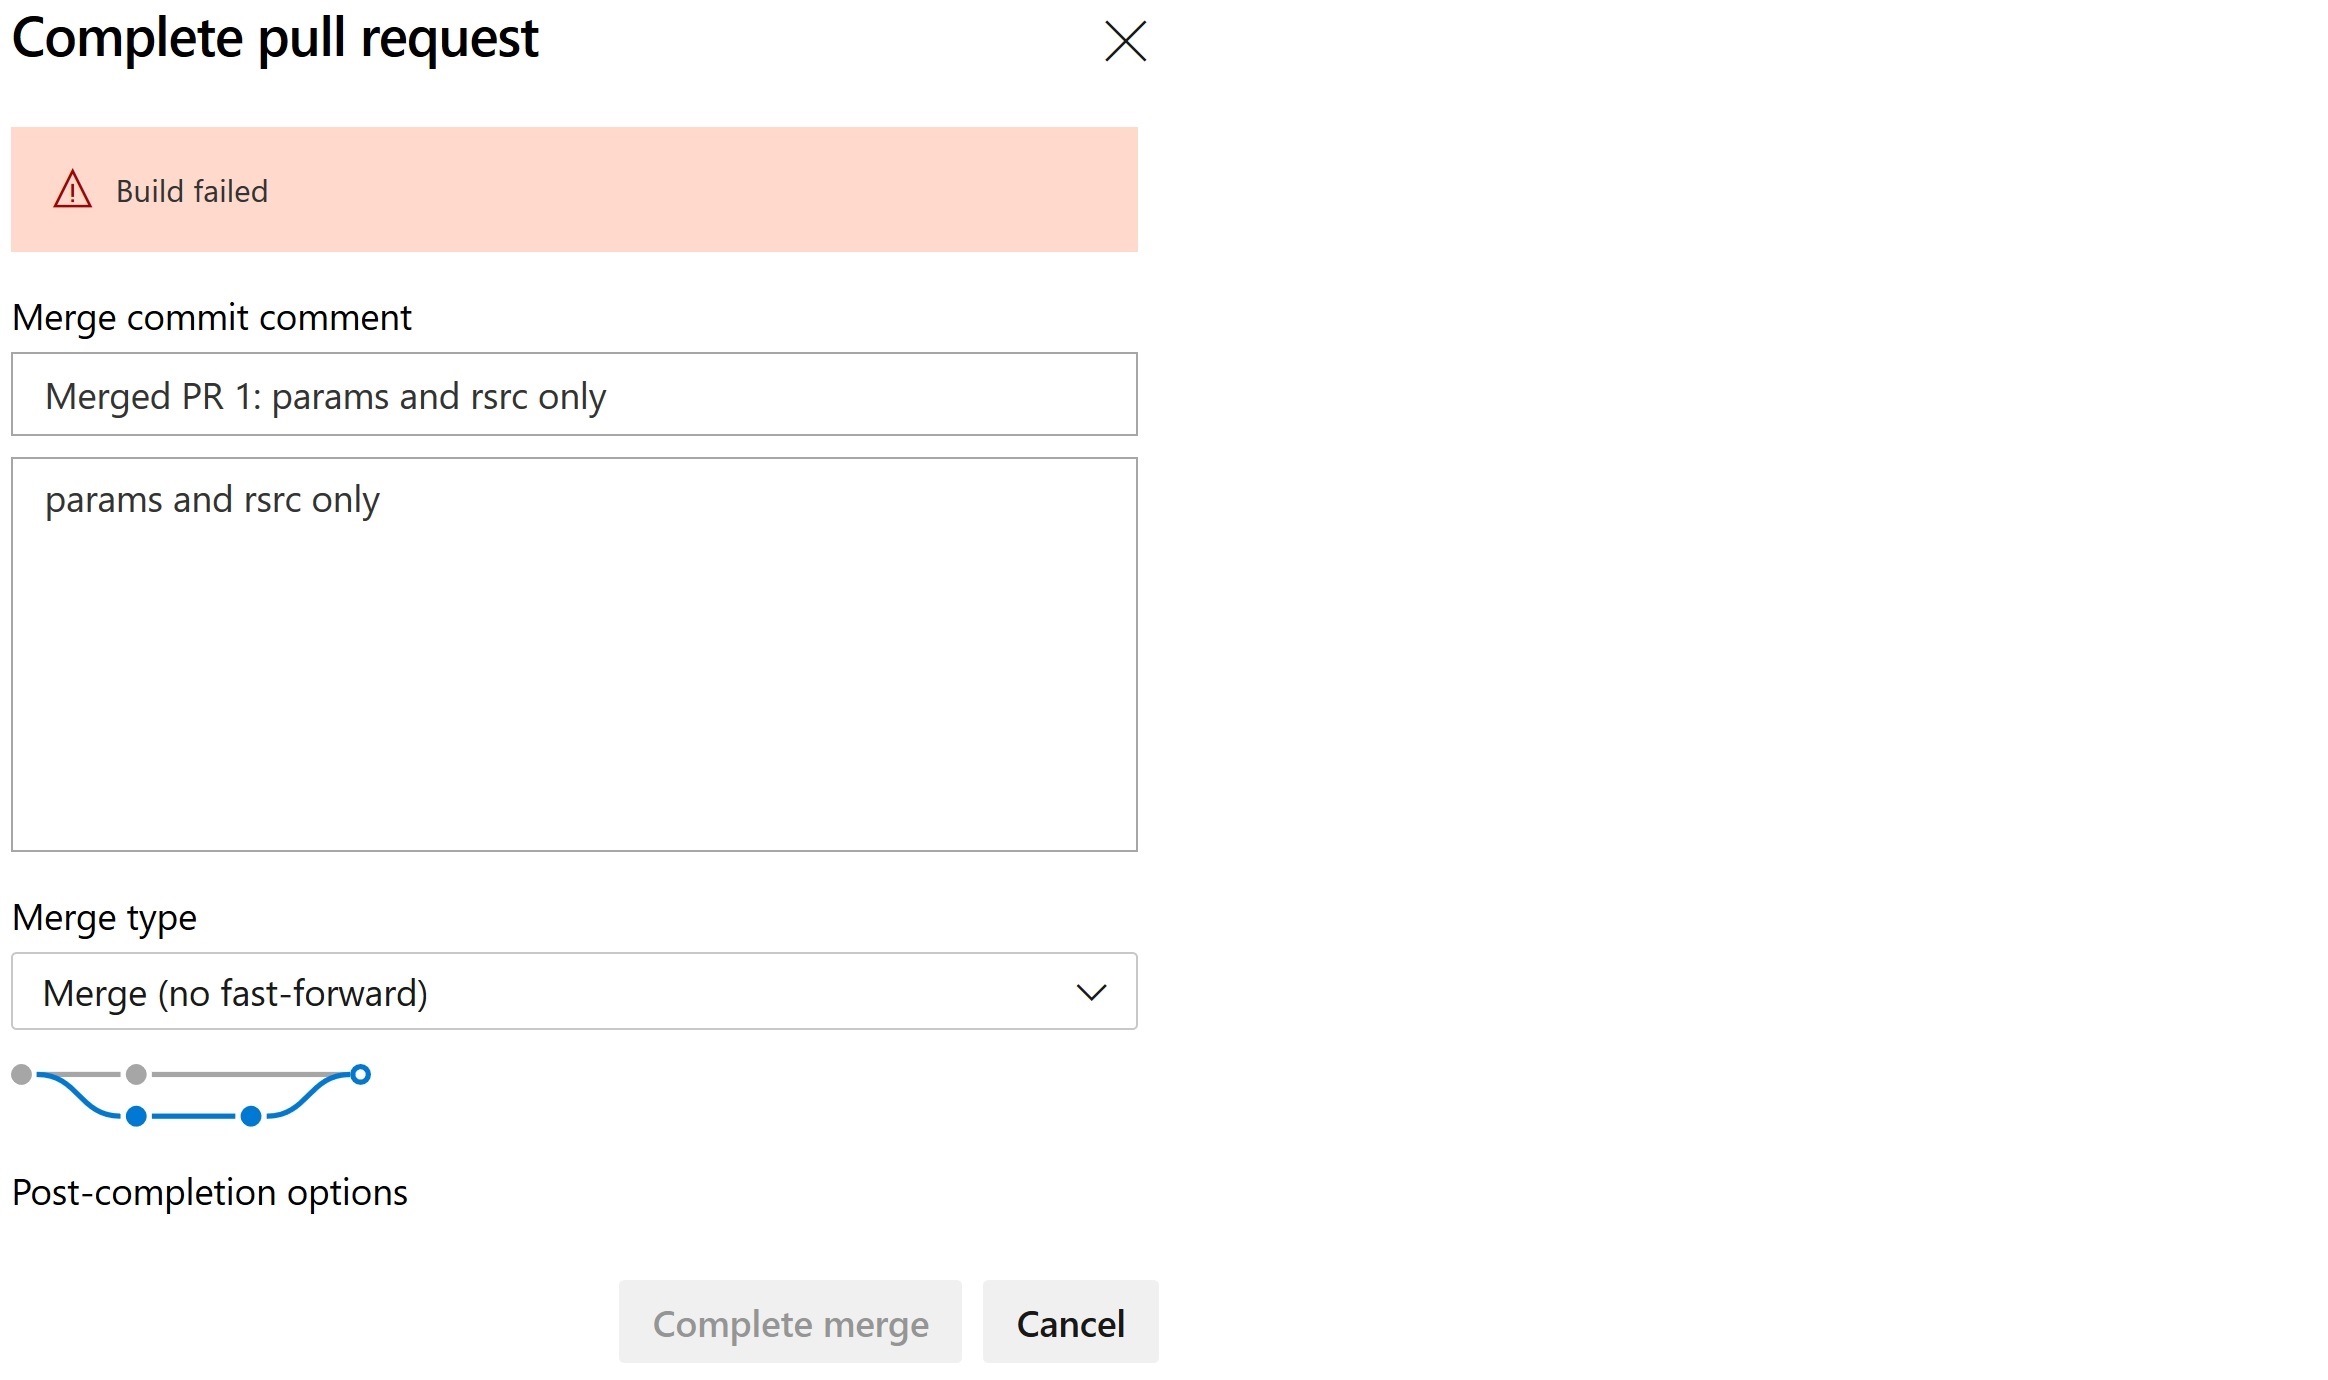 Complete pull request
Build failed
Merge commit comment
Merged PR 1: params and rsrc only
params and rsrc only
Merge type
Merge (no fast-forward)
Post-completion options
Complete merge
Cancel